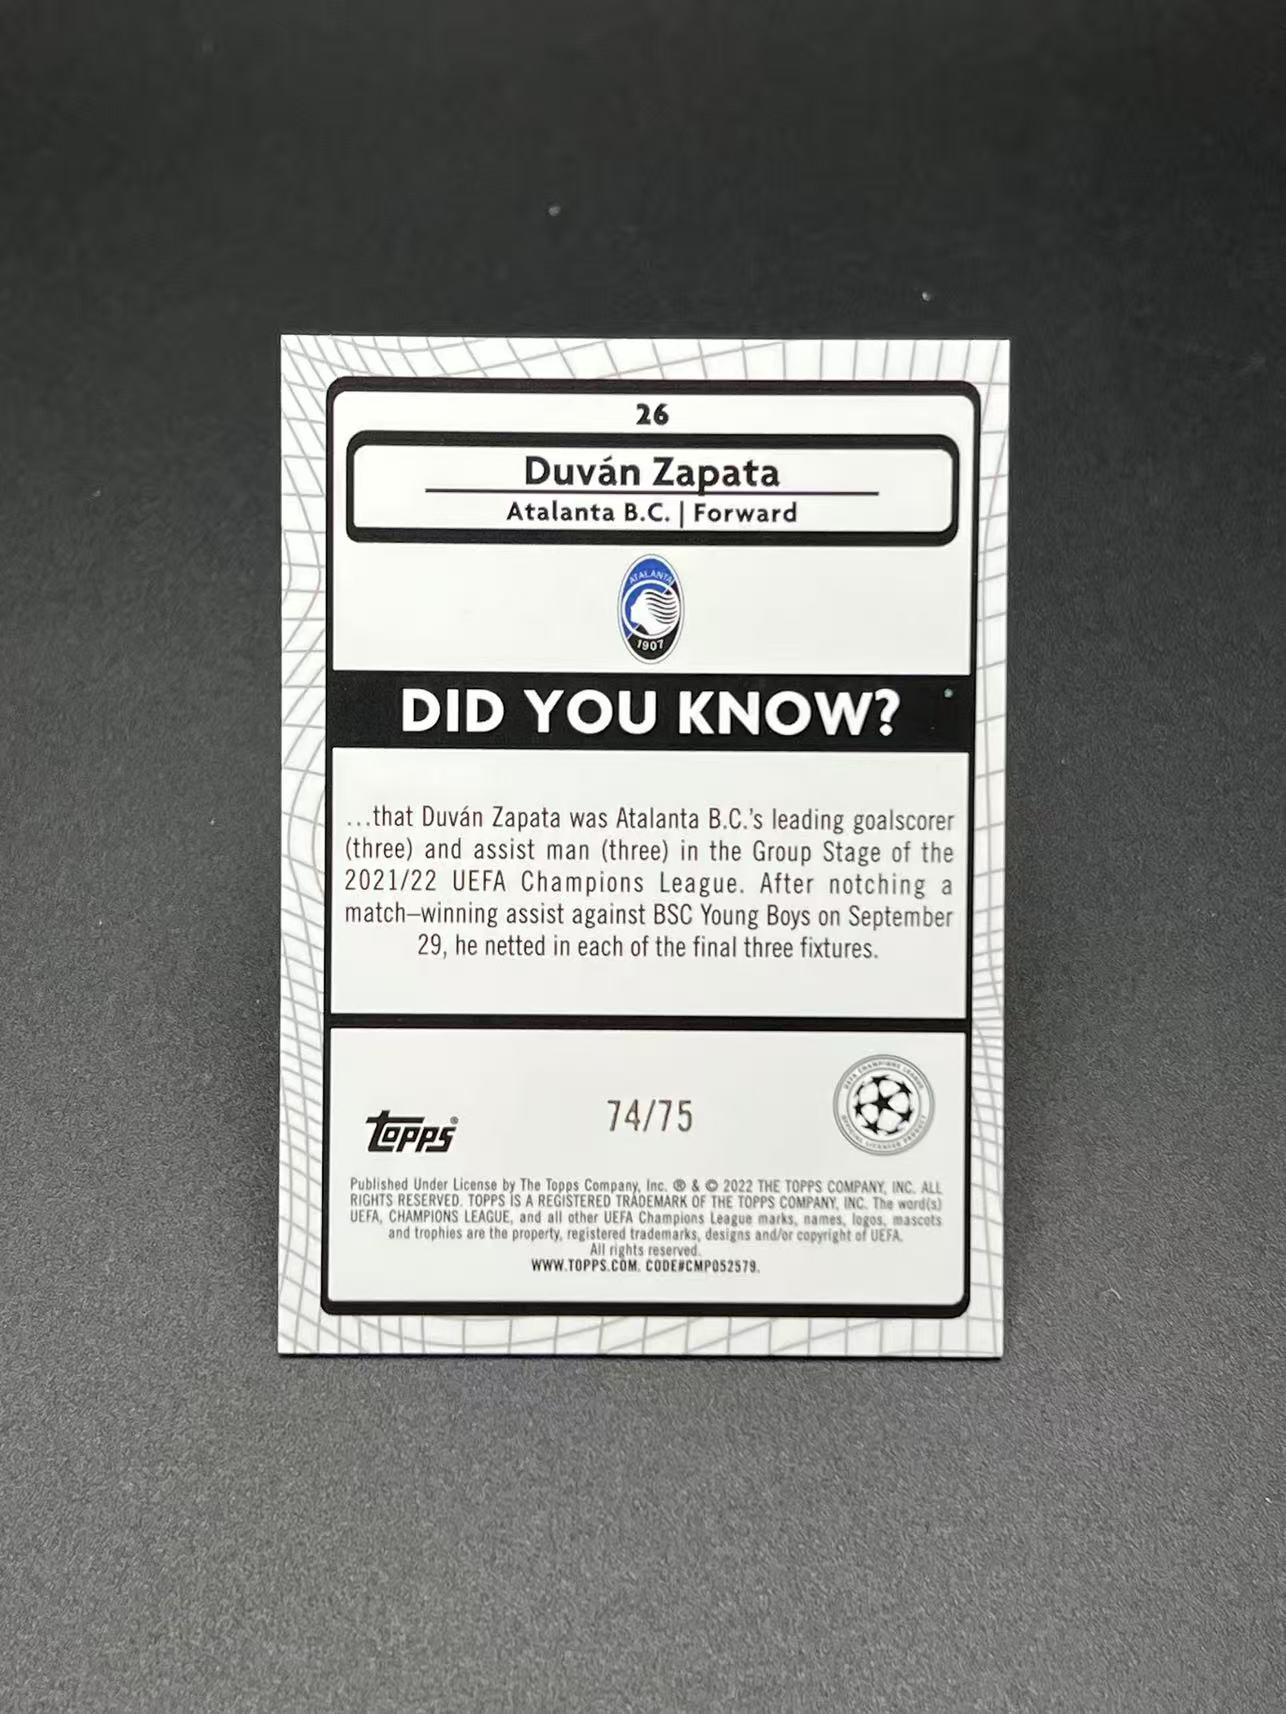 26
Duván Zapata
Atalanta B.C. | Forward
ATALANTA
1907
DID YOU KNOW?
...that Duván Zapata was Atalanta B.C.'s leading goalscorer
(three) and assist man (three) in the Group Stage of the
2021/22 UEFA Champions League. After notching a
match–winning assist against BSC Young Boys on September
29, he netted in each of the final three fixtures.
Topps®
74/75
UEFA CHAMPIONS LEAGUE
OFFICIAL LICENSED PRODUCT
Published Under License by The Topps Company, Inc. ® & © 2022 THE TOPPS COMPANY, INC. ALL
RIGHTS RESERVED. TOPPS IS A REGISTERED TRADEMARK OF THE TOPPS COMPANY, INC. The word(s)
UEFA, CHAMPIONS LEAGUE, and all other UEFA Champions League marks, names, logos, mascots
and trophies are the property, registered trademarks, designs and/or copyright of UEFA.
All rights reserved.
WWW.TOPPS.COM. CODE#CMP052579.